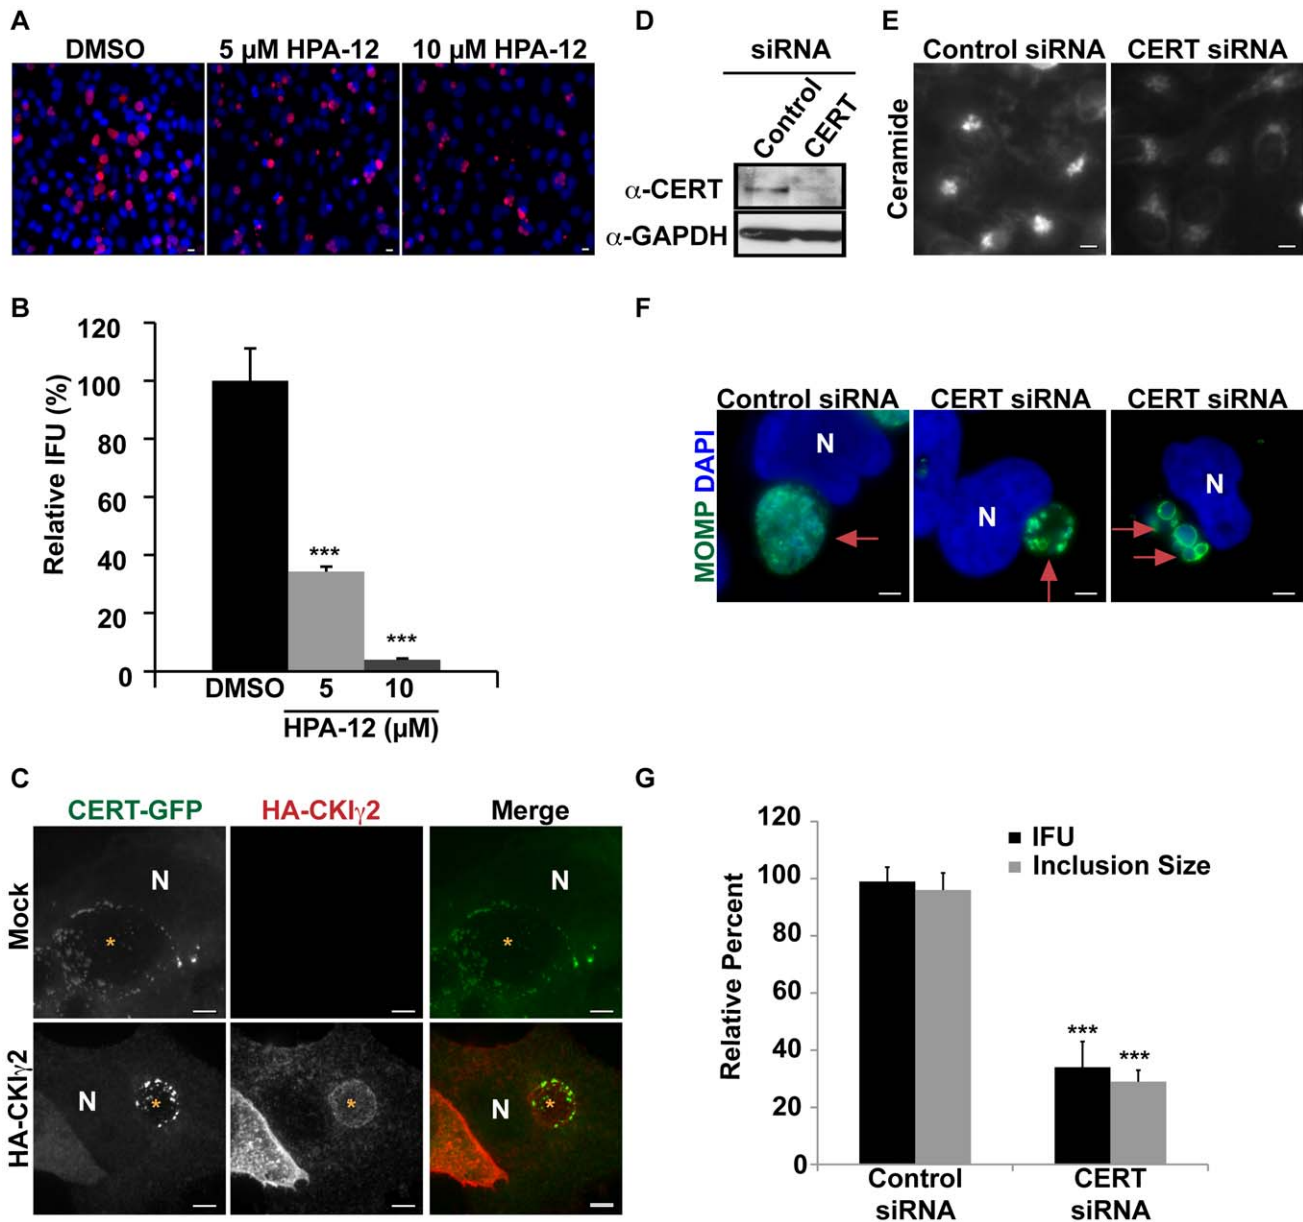 A
DMSO 5 µM HPA-12 10 µM HPA-12
B
Relative IFU (%)
120
100
80
60
40
20
0
***
***
DMSO 5 10
HPA-12 (µM)
C
CERT-GFP HA-CKIγ2 Merge
Mock
N
*
N
*
HA-CKIγ2
N
*
*
N
*
D
siRNA
Control
CERT
α-CERT
α-GAPDH
E
Control siRNA CERT siRNA
Ceramide
F
Control siRNA CERT siRNA CERT siRNA
MOMP DAPI
N
N
N
G
Relative Percent
120
100
80
60
40
20
0
IFU
Inclusion Size
***
***
Control siRNA
CERT siRNA